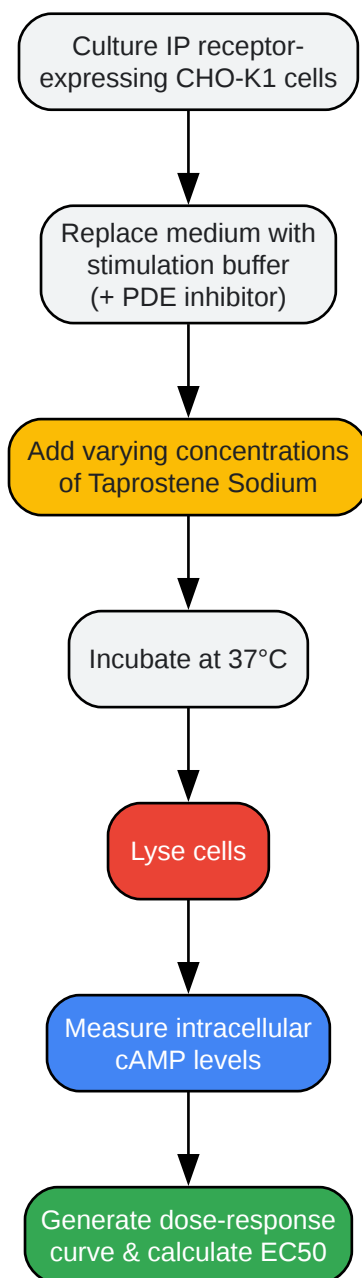 Culture IP receptor-
expressing CHO-K1 cells
Replace medium with
stimulation buffer
(+ PDE inhibitor)
Add varying concentrations
of Taprostene Sodium
Incubate at 37°C
Lyse cells
Measure intracellular
cAMP levels
Generate dose-response
curve & calculate EC50